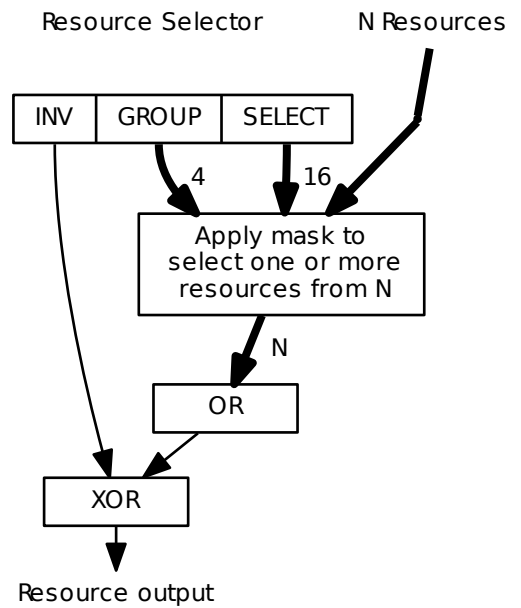 Resource Selector
N Resources
INV
GROUP
SELECT
4
16
Apply mask to
select one or more
resources from N
N
OR
XOR
Resource output